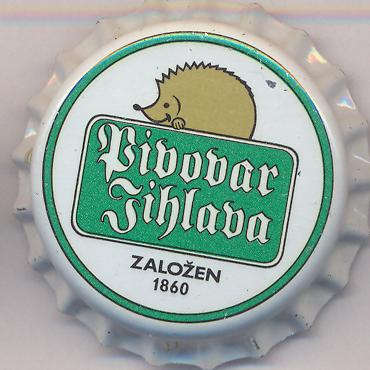 Pivovar
Jihlava
ZALOŽEN
1860